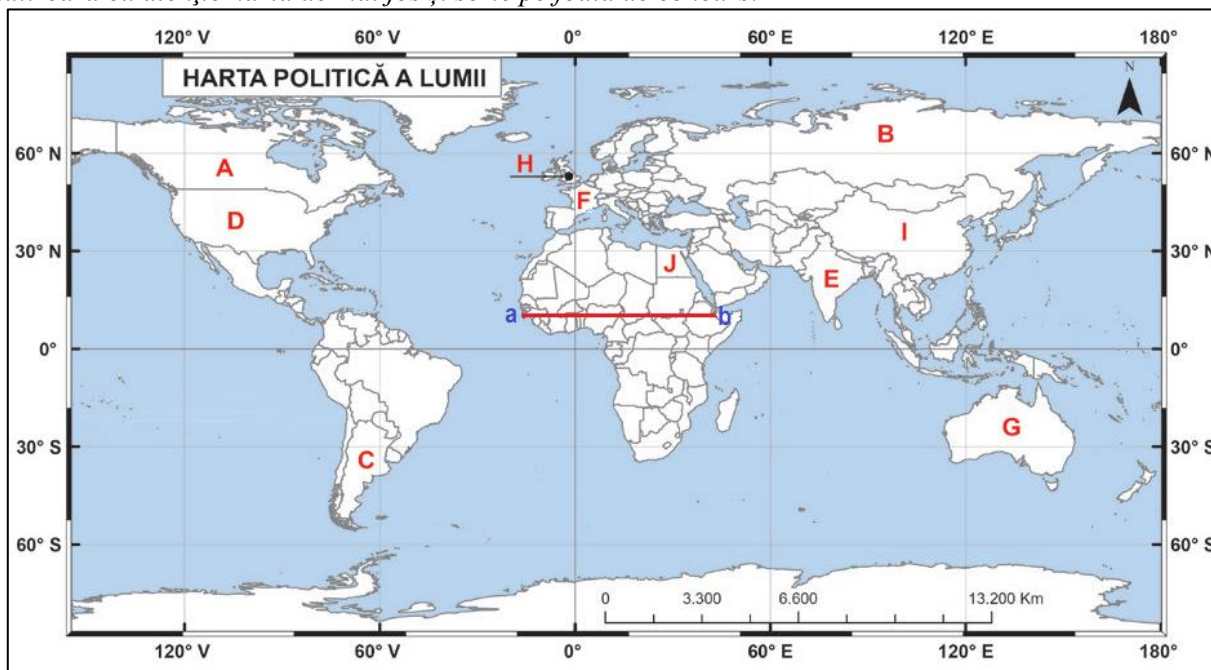 120° V 60° V 0° 60° E 120° E 180°
HARTA POLITICĂ A LUMII
N
B
60° N 60° N
A H
F
D I
30° N 30° N
J E
a b
0° 0°
G
30° S 30° S
C
60° S 60° S
0 3.300 6.600 13.200 Km
120° V 60° V 0° 60° E 120° E 180°